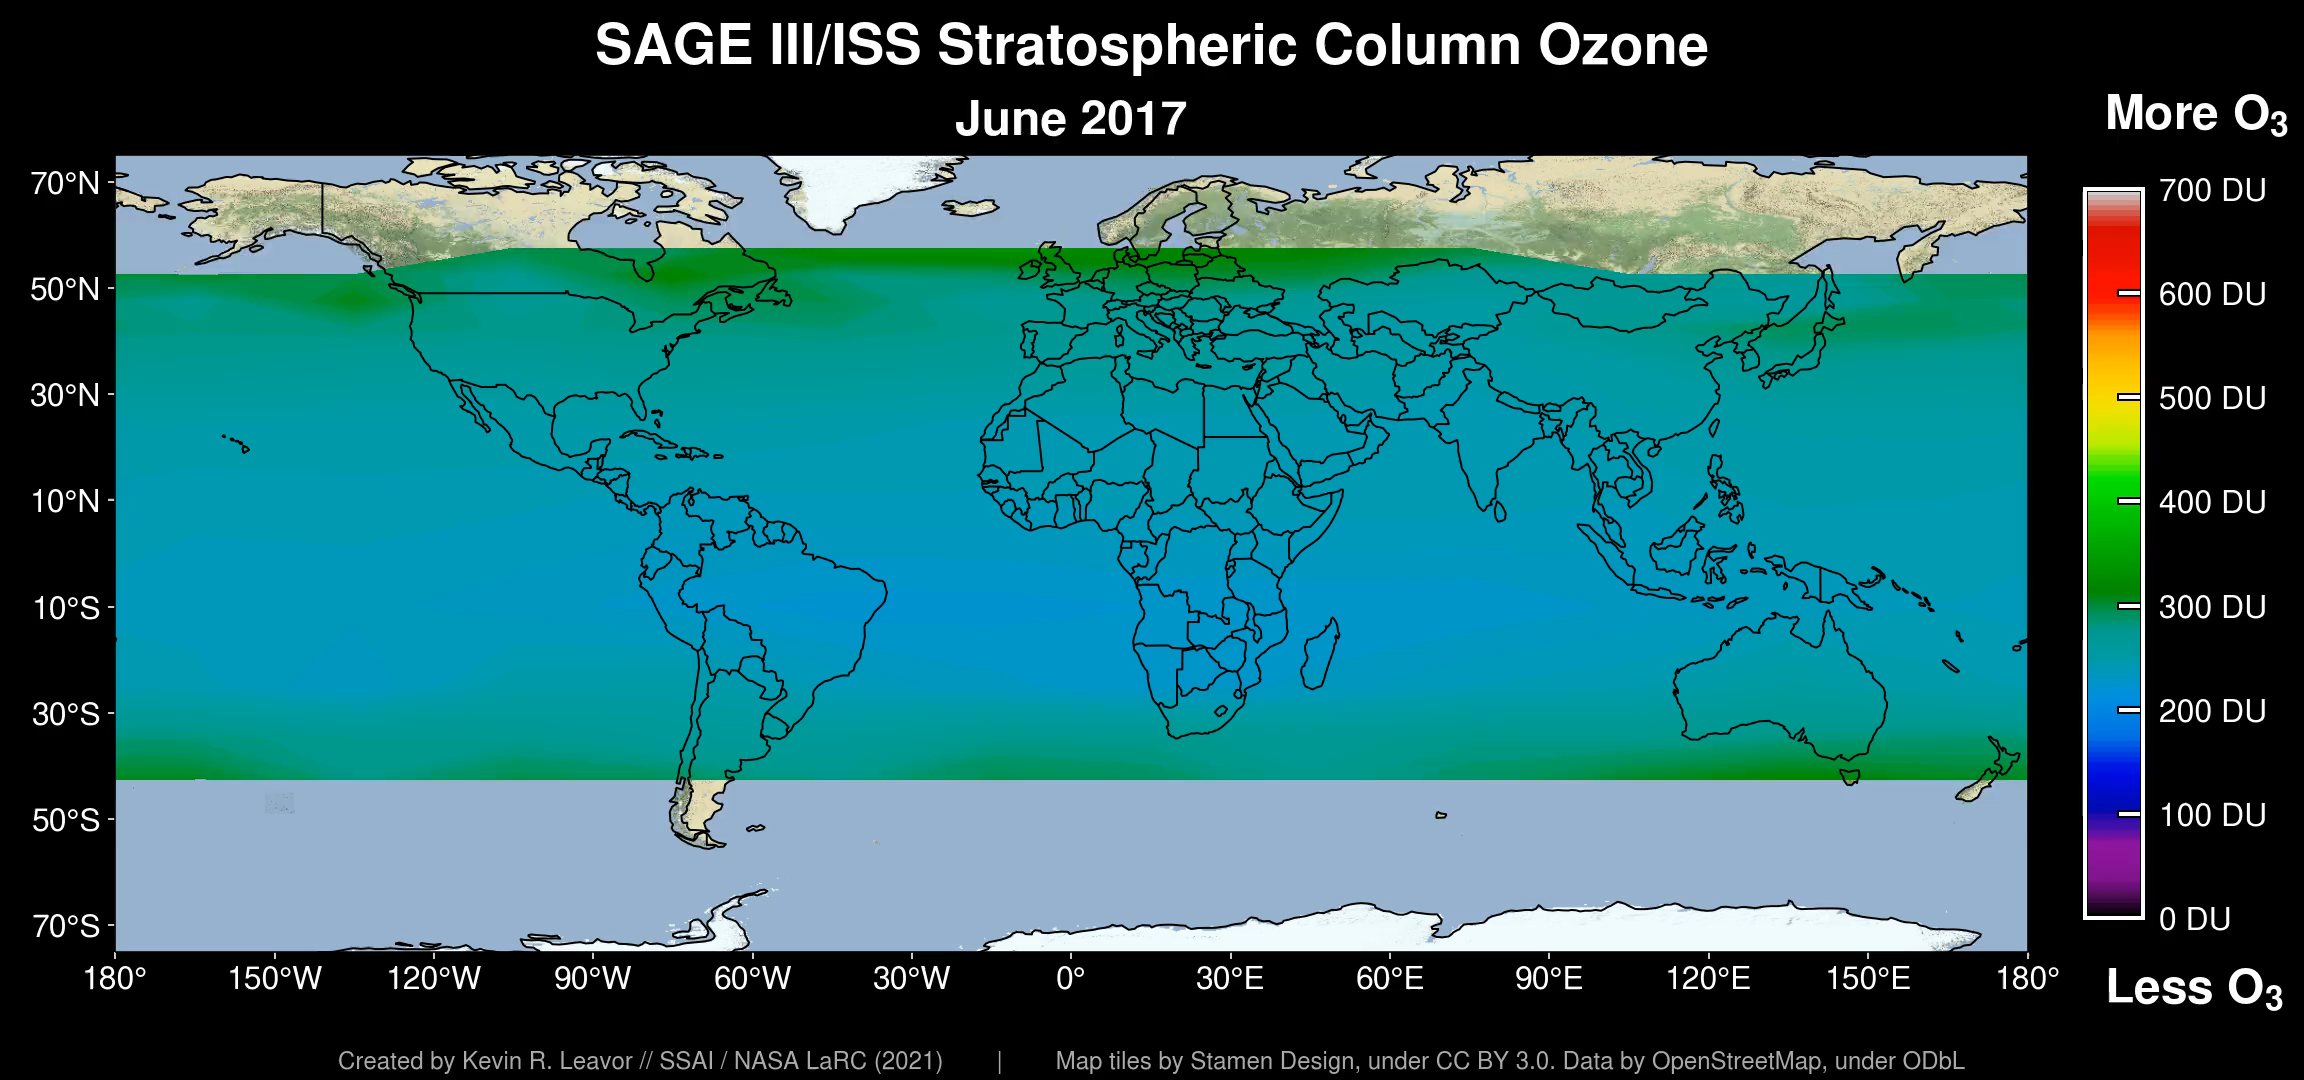 SAGE III/ISS Stratospheric Column Ozone
June 2017
More O₃
70°N
50°N
30°N
10°N
10°S
30°S
50°S
70°S
180°
150°W
120°W
90°W
60°W
30°W
0°
30°E
60°E
90°E
120°E
150°E
180°
700 DU
600 DU
500 DU
400 DU
300 DU
200 DU
100 DU
0 DU
Less O₃
Created by Kevin R. Leavor // SSAI / NASA LaRC (2021) | Map tiles by Stamen Design, under CC BY 3.0. Data by OpenStreetMap, under ODbL